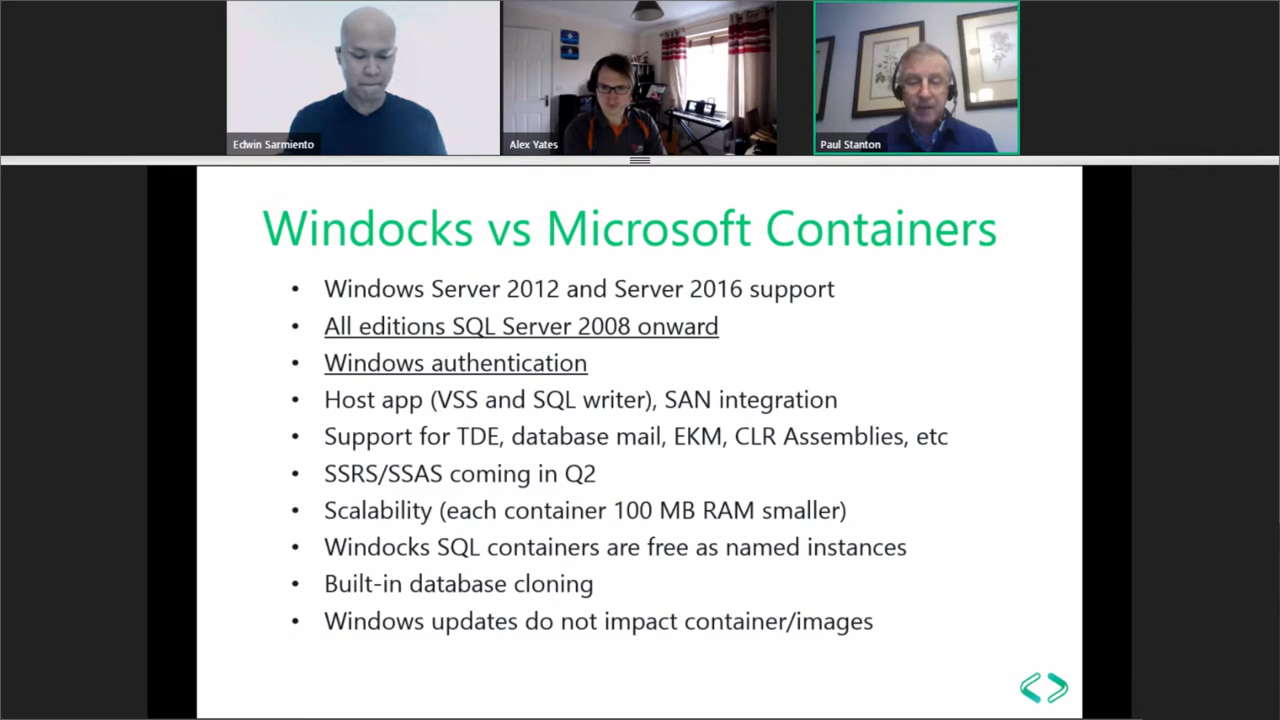 Edwin Sarmiento
Alex Yates
Paul Stanton
Windocks vs Microsoft Containers
• Windows Server 2012 and Server 2016 support
• All editions SQL Server 2008 onward
• Windows authentication
• Host app (VSS and SQL writer), SAN integration
• Support for TDE, database mail, EKM, CLR Assemblies, etc
• SSRS/SSAS coming in Q2
• Scalability (each container 100 MB RAM smaller)
• Windocks SQL containers are free as named instances
• Built-in database cloning
• Windows updates do not impact container/images